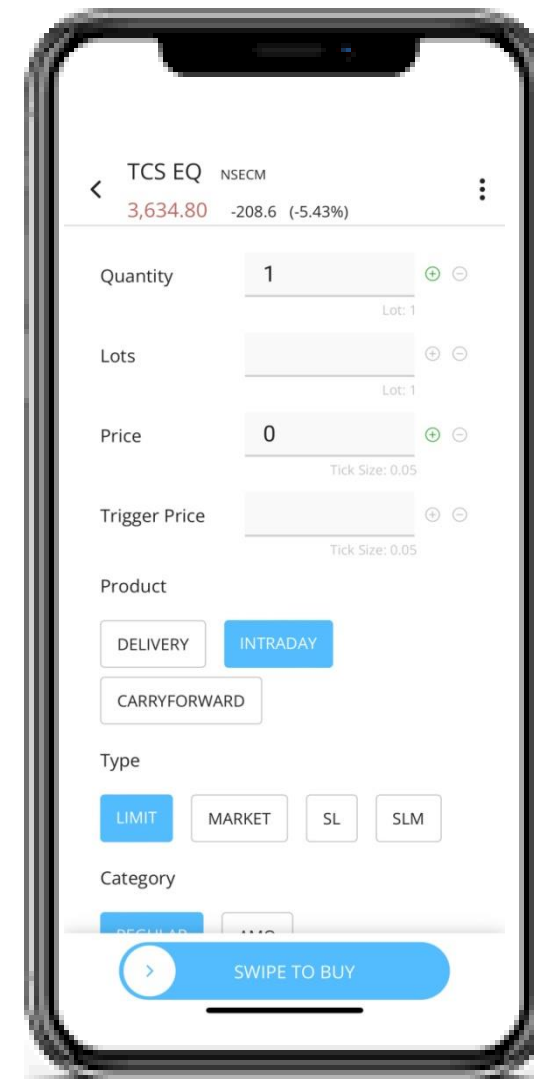 TCS EQ NSECM
3,634.80 -208.6 (-5.43%)
Quantity 1
Lot: 1
Lots
Lot: 1
Price 0
Tick Size: 0.05
Trigger Price
Tick Size: 0.05
Product
DELIVERY INTRADAY
CARRYFORWARD
Type
LIMIT MARKET SL SLM
Category
REGULAR AMO
SWIPE TO BUY